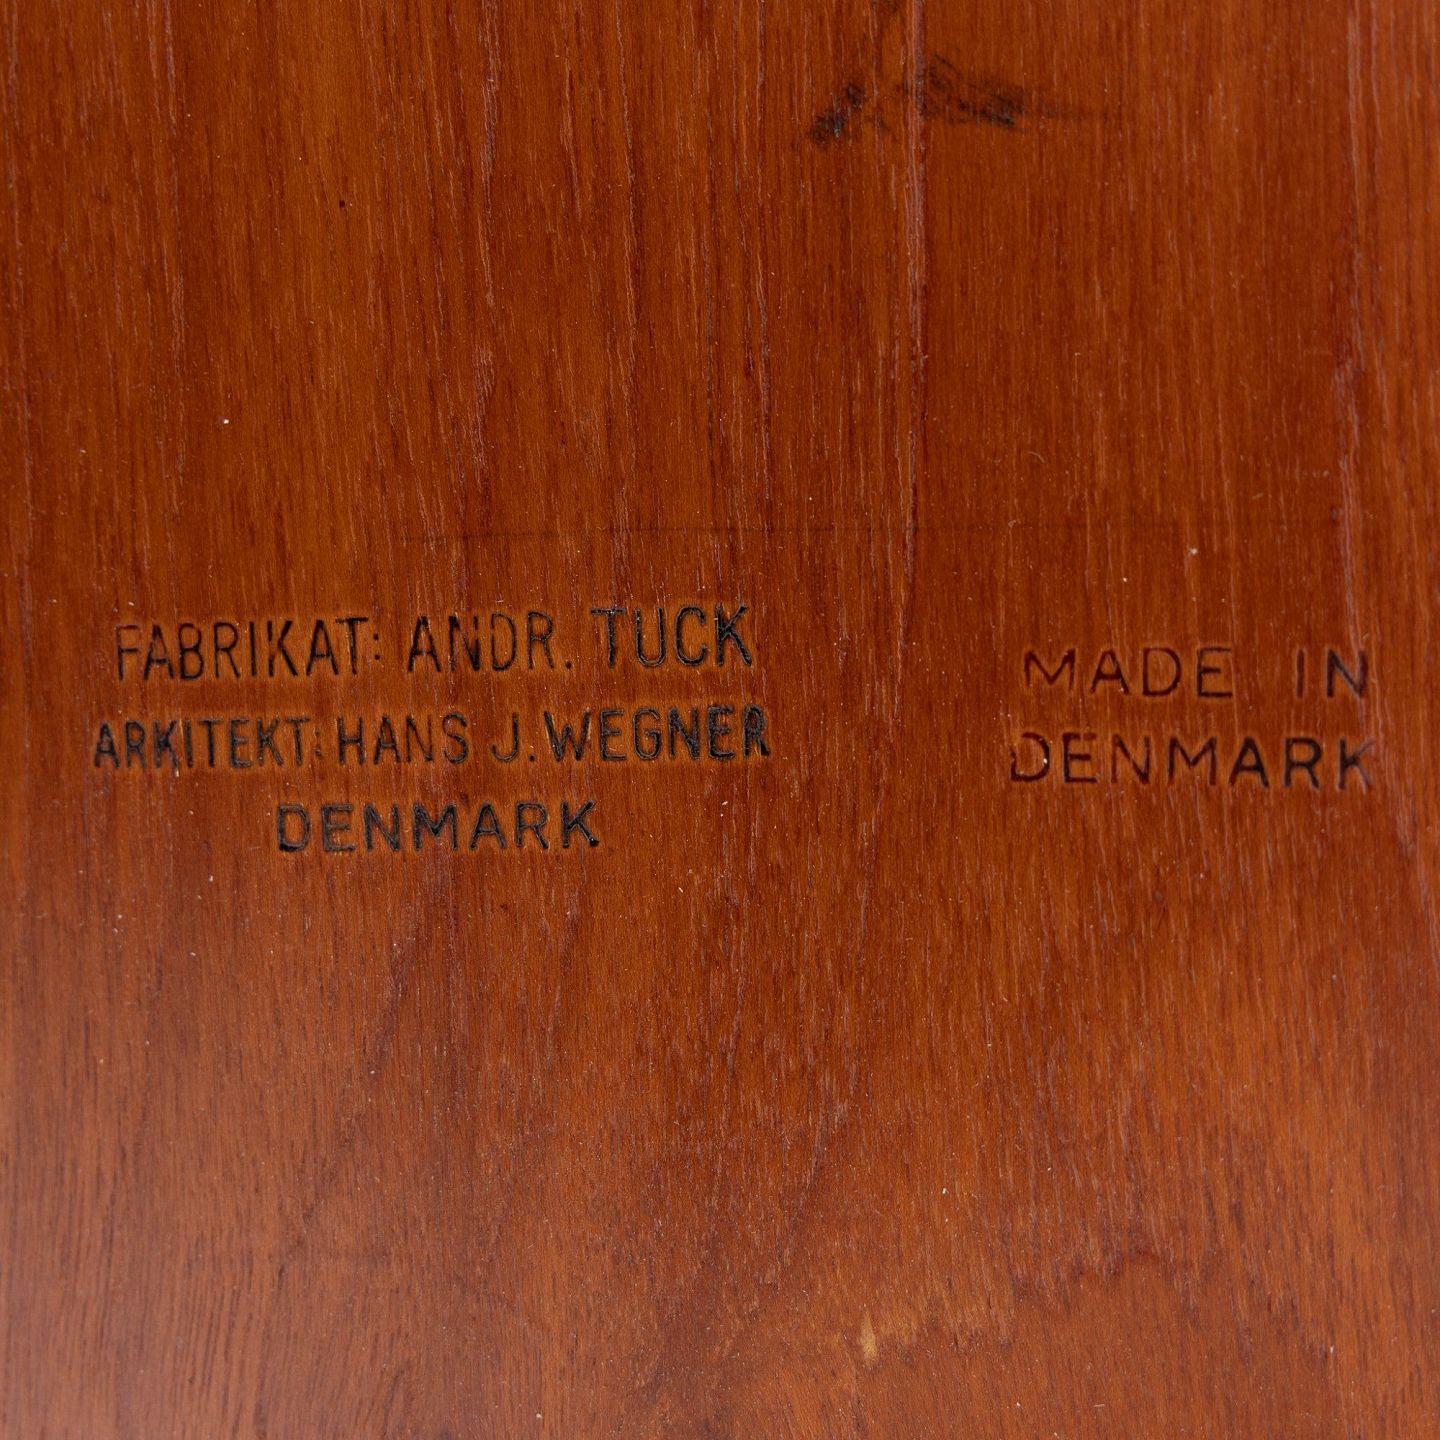 FABRIKAT: ANDR. TUCK
ARKITEKT: HANS J. WEGNER
DENMARK
MADE IN
DENMARK